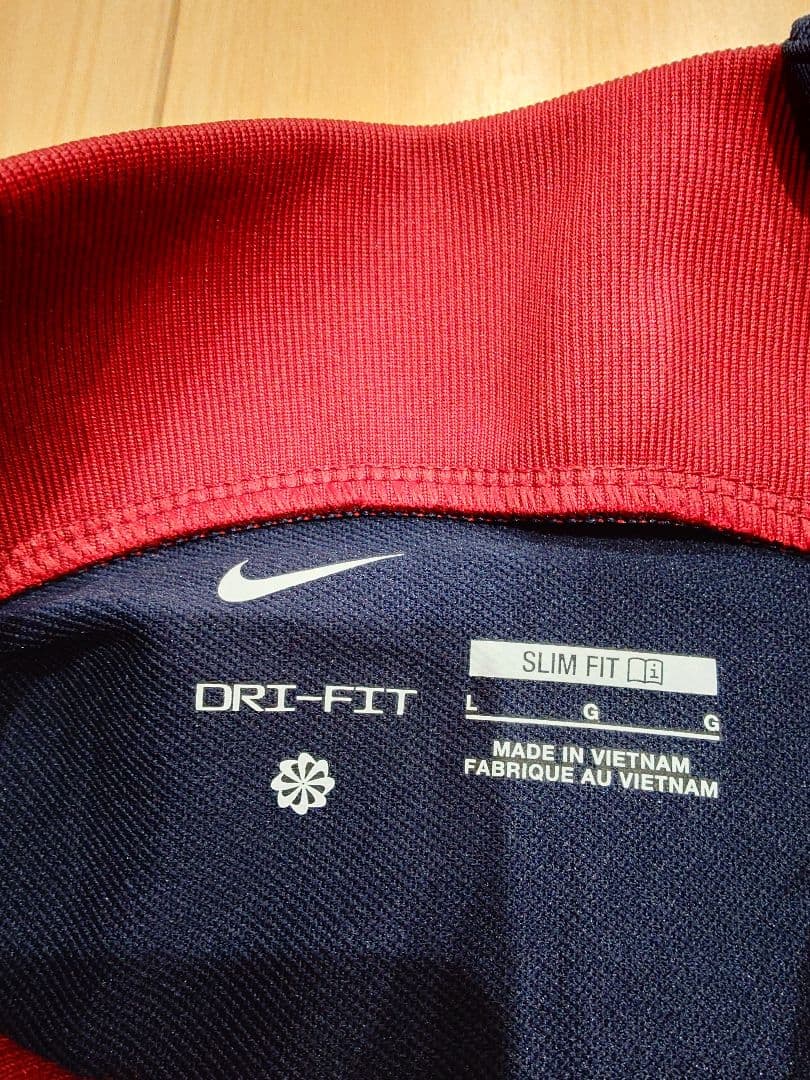 DRI-FIT
SLIM FIT
L G G
MADE IN VIETNAM
FABRIQUE AU VIETNAM